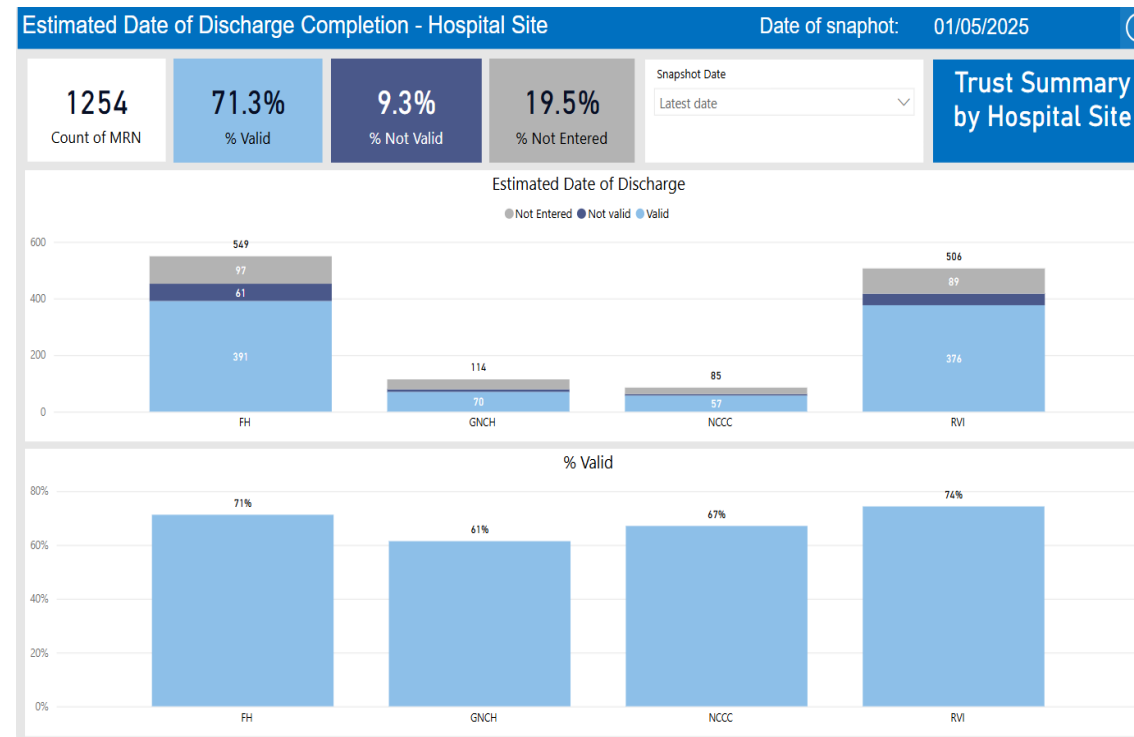 Estimated Date of Discharge Completion - Hospital Site
Date of snaphot: 01/05/2025
1254
Count of MRN
71.3%
% Valid
9.3%
% Not Valid
19.5%
% Not Entered
Snapshot Date
Latest date
Trust Summary
by Hospital Site
Estimated Date of Discharge
Not Entered Not valid Valid
600
400
200
0
549
97
61
391
FH
114
70
GNCH
85
57
NCCC
506
89
376
RVI
% Valid
80%
60%
40%
20%
0%
71%
FH
61%
GNCH
67%
NCCC
74%
RVI